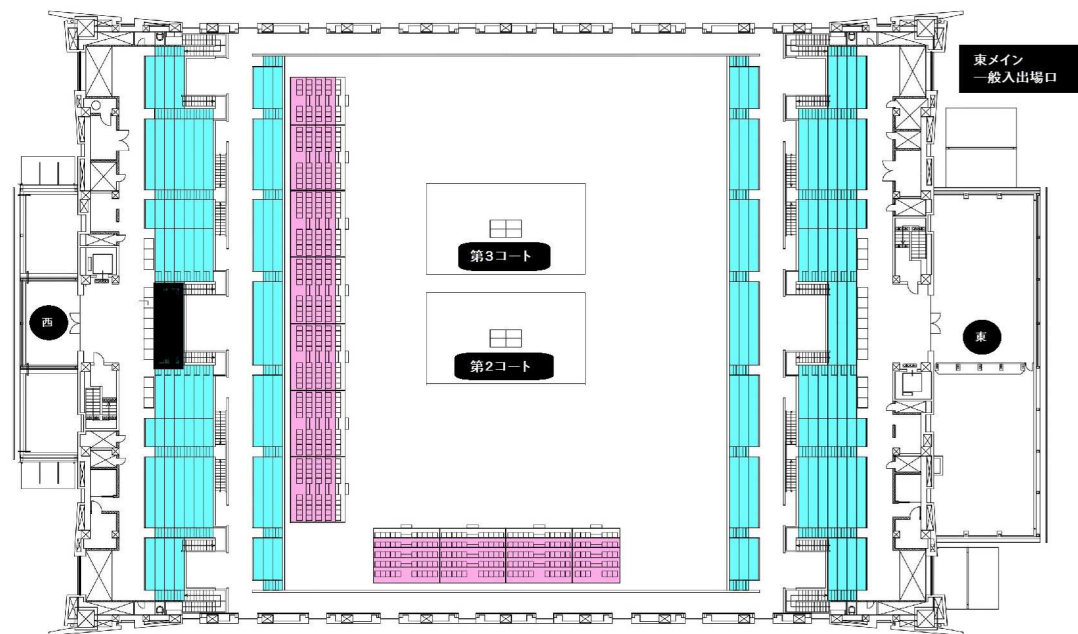 東メイン
一般入出場口
第3コート
西
東
第2コート